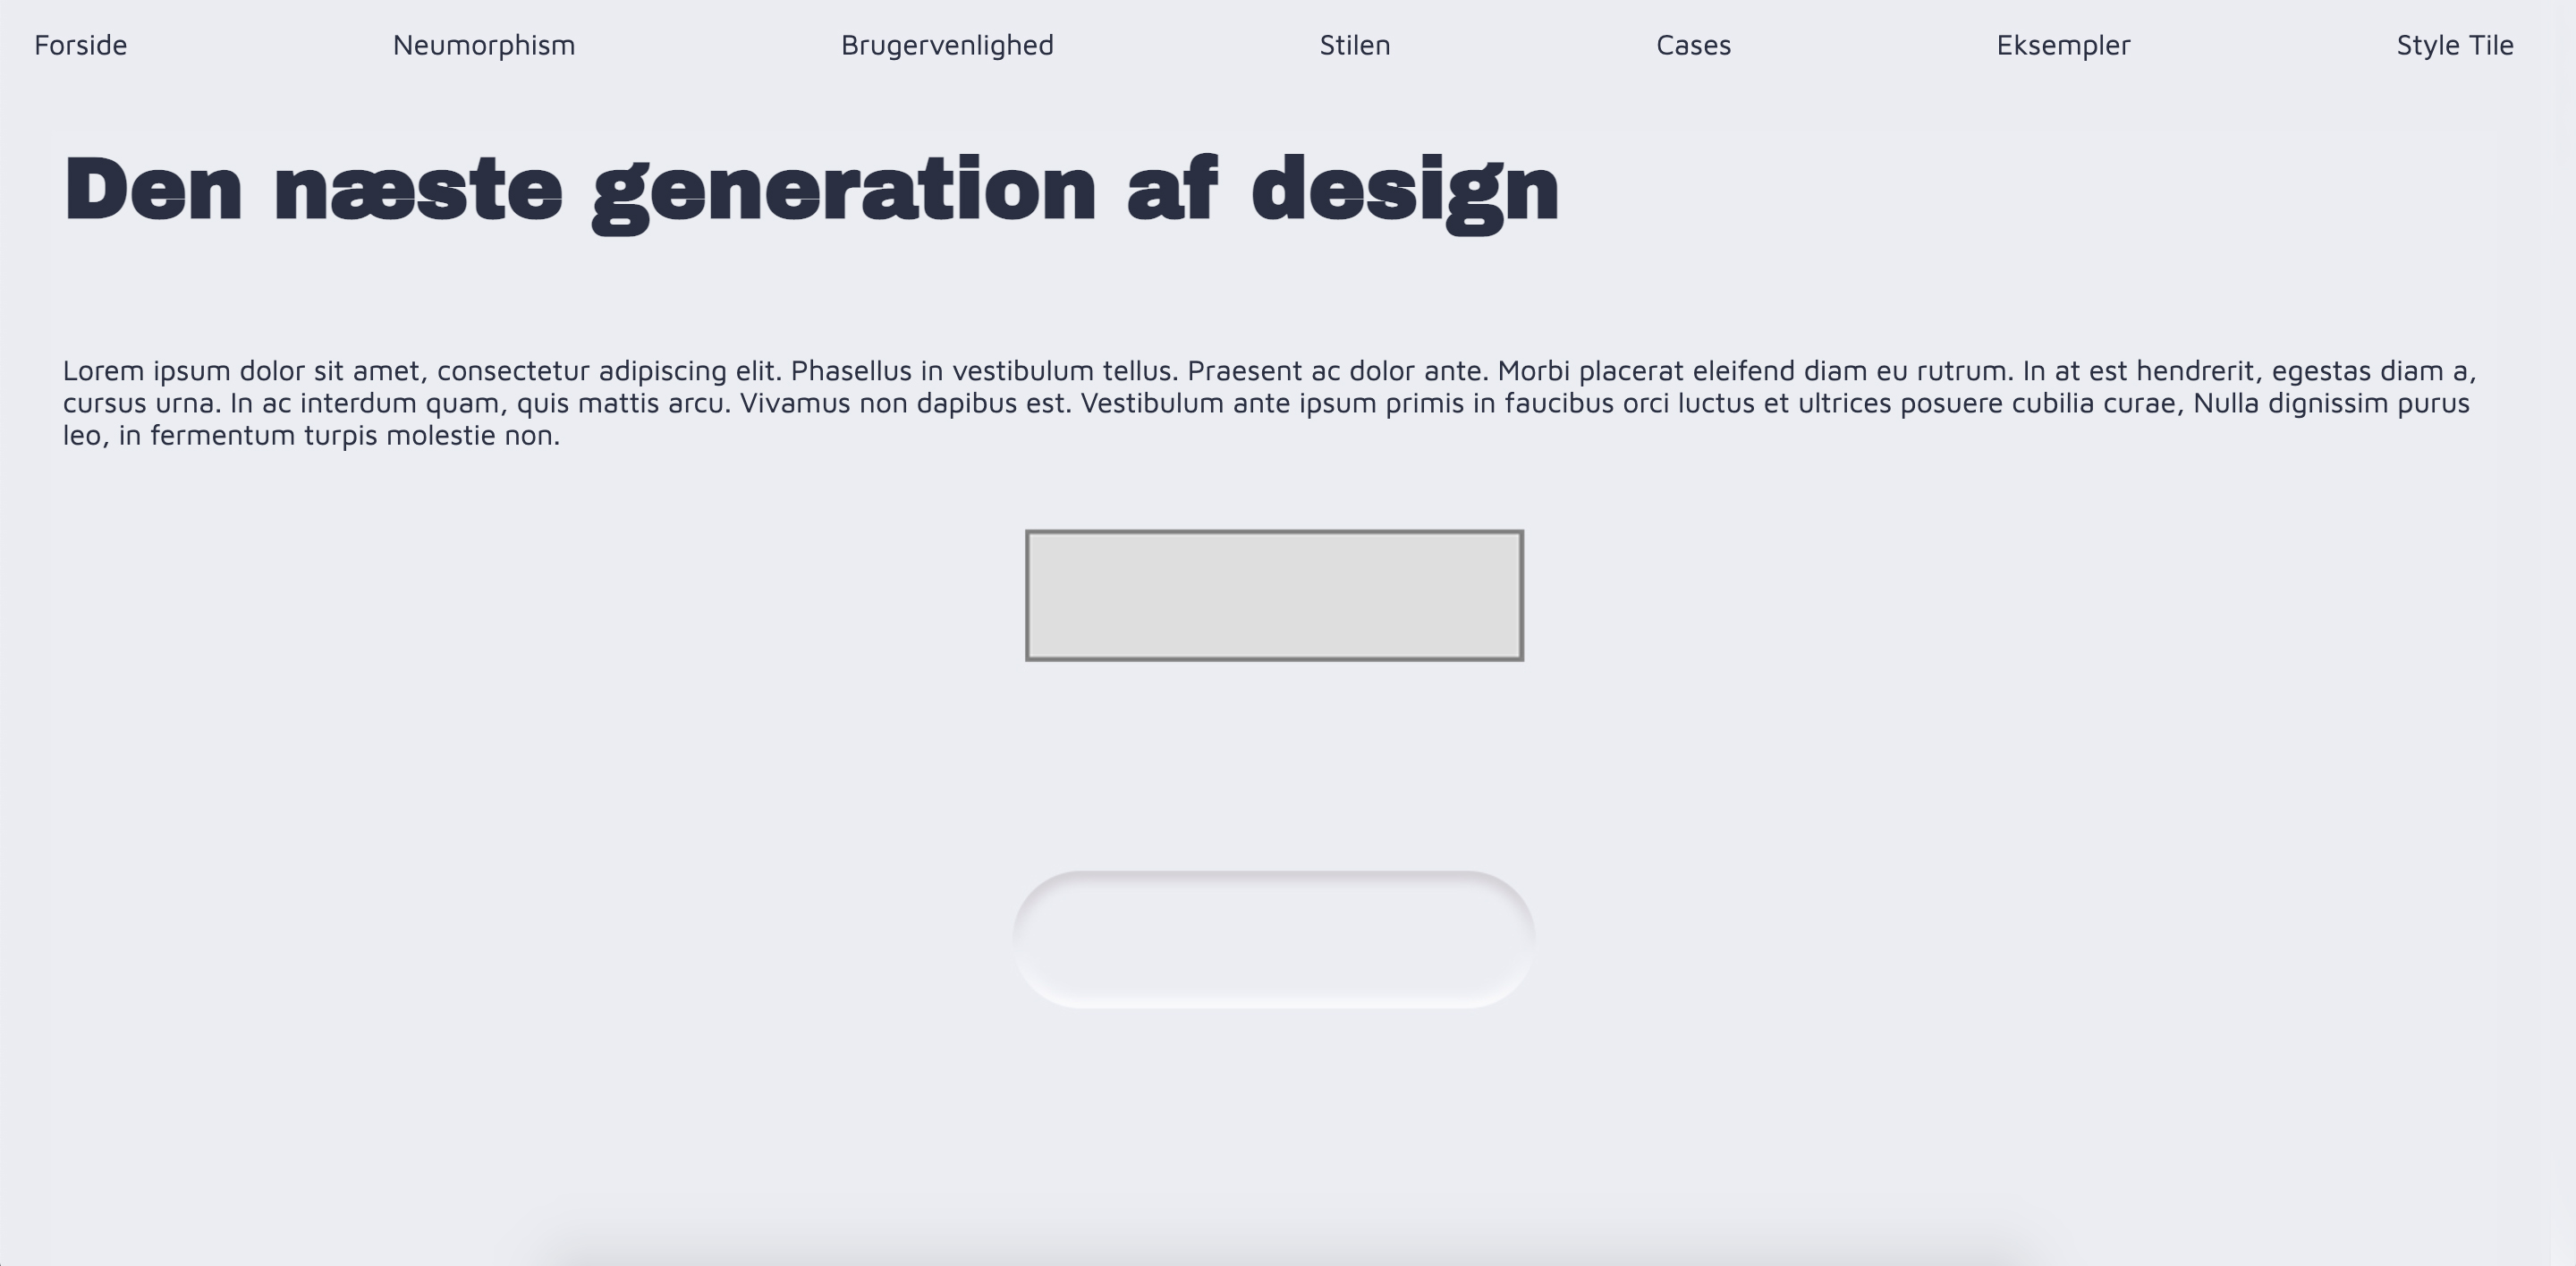 Forside Neumorphism Brugervenlighed Stilen Cases Eksempler Style Tile
Den næste generation af design
Lorem ipsum dolor sit amet, consectetur adipiscing elit. Phasellus in vestibulum tellus. Praesent ac dolor ante. Morbi placerat eleifend diam eu rutrum. In at est hendrerit, egestas diam a,
cursus urna. In ac interdum quam, quis mattis arcu. Vivamus non dapibus est. Vestibulum ante ipsum primis in faucibus orci luctus et ultrices posuere cubilia curae, Nulla dignissim purus
leo, in fermentum turpis molestie non.